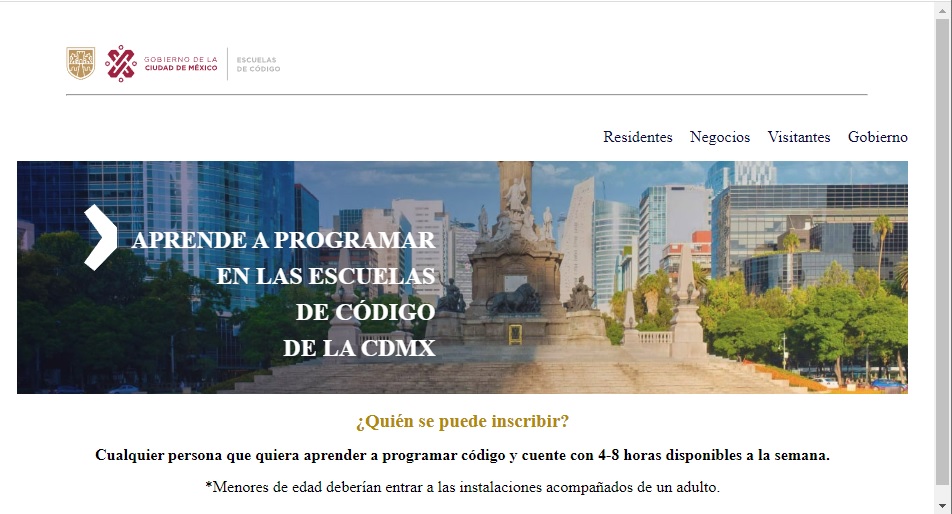 GOBIERNO DE LA
CIUDAD DE MÉXICO
ESCUELAS
DE CÓDIGO
Residentes Negocios Visitantes Gobierno
APRENDE A PROGRAMAR
EN LAS ESCUELAS
DE CÓDIGO
DE LA CDMX
¿Quién se puede inscribir?
Cualquier persona que quiera aprender a programar código y cuente con 4-8 horas disponibles a la semana.
*Menores de edad deberían entrar a las instalaciones acompañados de un adulto.